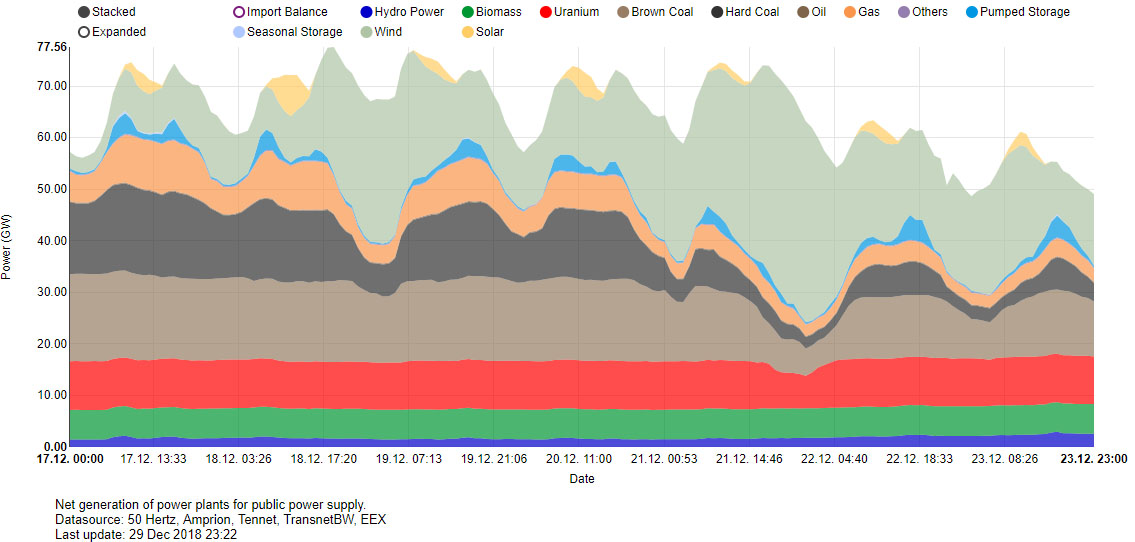 Stacked Import Balance Hydro Power Biomass Uranium Brown Coal Hard Coal Oil Gas Others Pumped Storage
Expanded Seasonal Storage Wind Solar
77.56
70.00
60.00
50.00
40.00
30.00
20.00
10.00
0.00
Power (GW)
17.12. 00:00 17.12. 13:33 18.12. 03:26 18.12. 17:20 19.12. 07:13 19.12. 21:06 20.12. 11:00 21.12. 00:53 21.12. 14:46 22.12. 04:40 22.12. 18:33 23.12. 08:26 23.12. 23:00
Date
Net generation of power plants for public power supply.
Datasource: 50 Hertz, Amprion, Tennet, TransnetBW, EEX
Last update: 29 Dec 2018 23:22